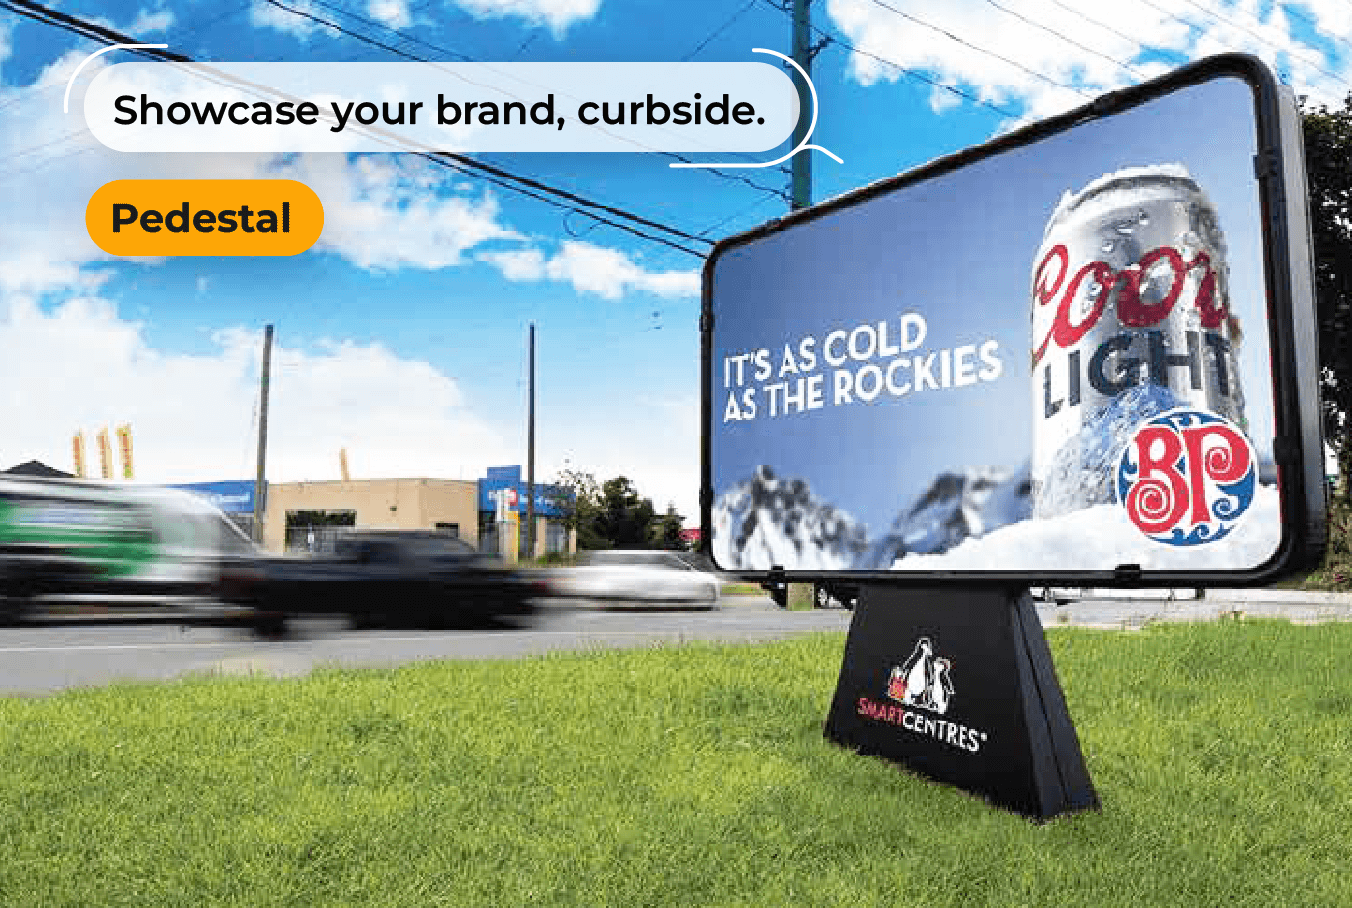 Showcase your brand, curbside.
Pedestal
IT'S AS COLD
AS THE ROCKIES
Coors
LIGHT
BP
SMARTCENTRES®